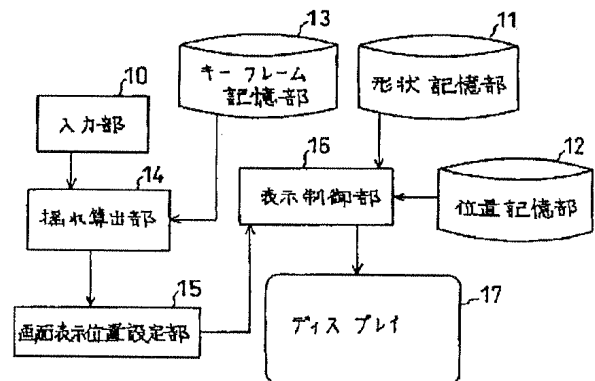 13
キーフレーム
記憶部
11
形状記憶部
10
入力部
16
表示制御部
12
位置記憶部
14
揺れ算出部
15
画面表示位置設定部
17
ディスプレイ